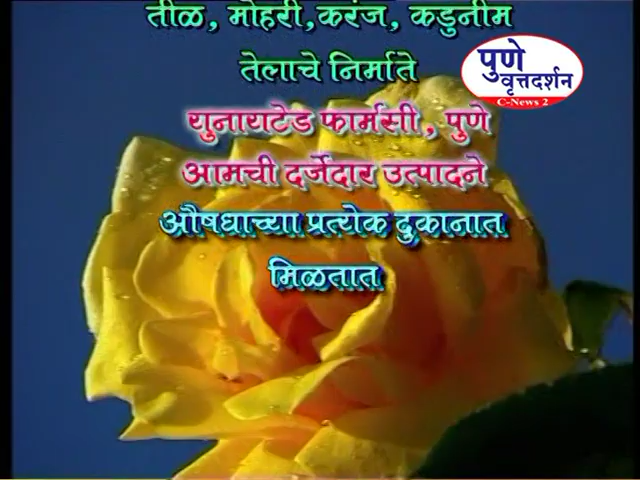 तीळ, मोहरी,करंज, कडुनीम
तेलाचे निर्माते
युनायटेड फार्मसी, पुणे
आमची दर्जेदार उत्पादने
औषधाच्या प्रत्येक दुकानात
मिळतात
पुणे
वृत्तदर्शन
C-News 2